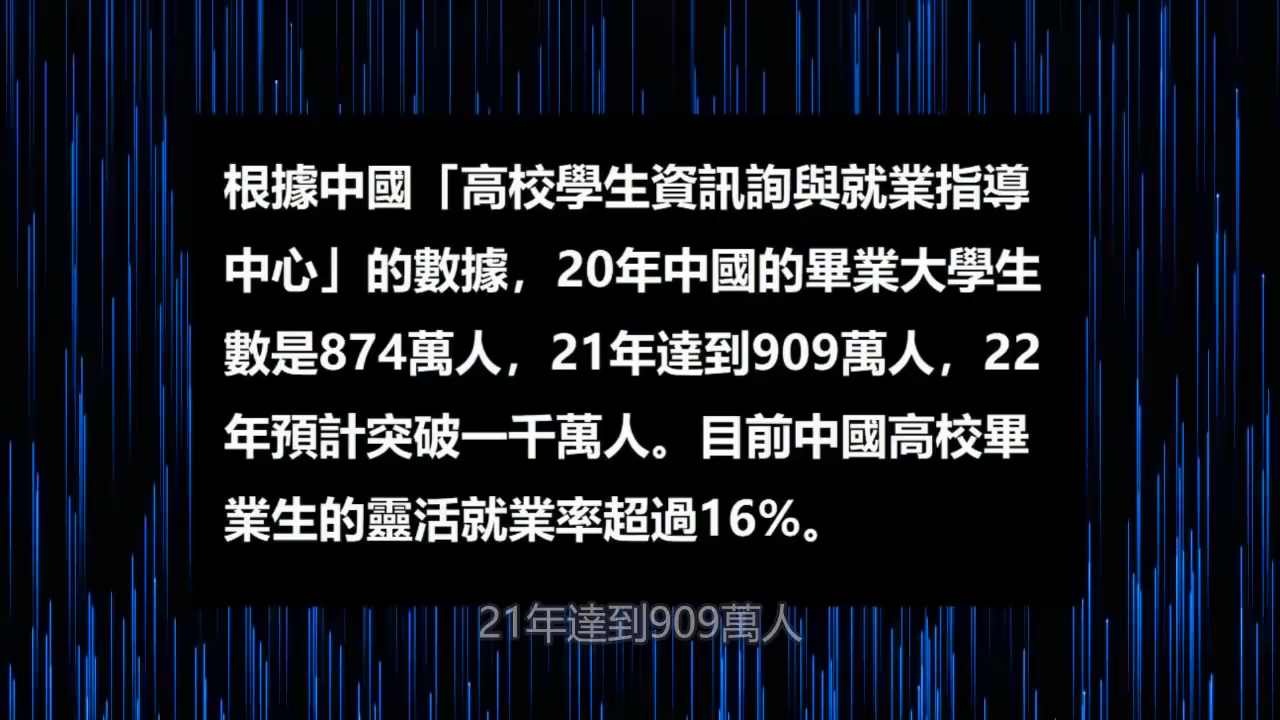 根據中國「高校學生資訊詢與就業指導
中心」的數據，20年中國的畢業大學生
數是874萬人，21年達到909萬人，22
年預計突破一千萬人。目前中國高校畢
業生的靈活就業率超過16%。
21年達到909萬人